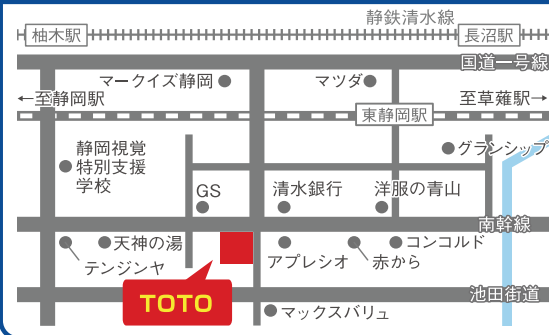 静鉄清水線
柚木駅
長沼駅
国道一号線
マークイズ静岡
マツダ
←至静岡駅
至草薙駅→
東静岡駅
静岡視覚
特別支援
学校
グランシップ
GS
清水銀行
洋服の青山
南幹線
天神の湯
テンジンヤ
アプレシオ
赤から
コンコルド
TOTO
池田街道
マックスバリュ